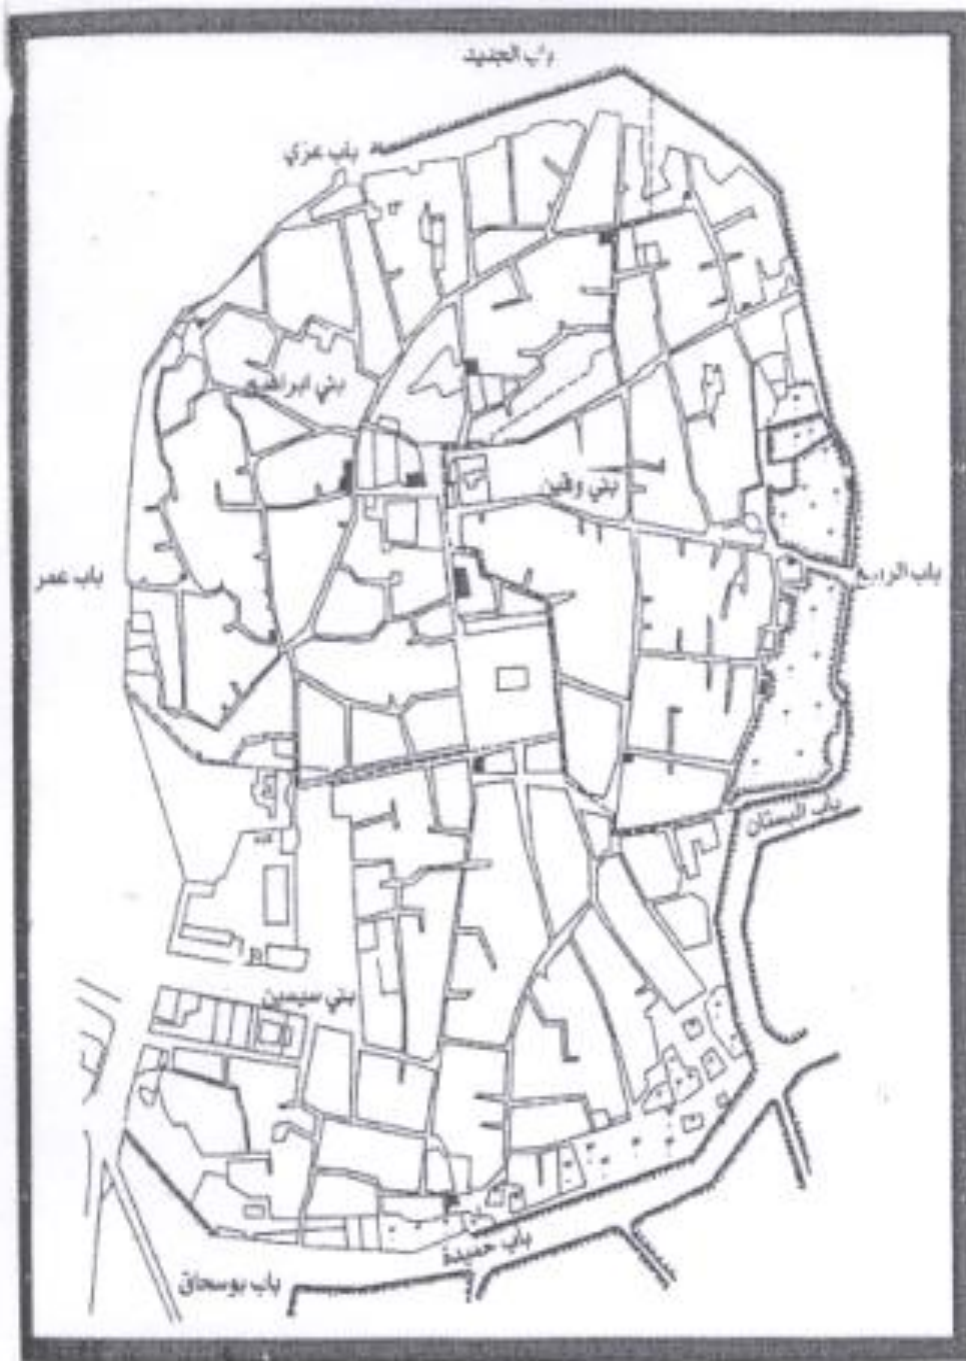 باب الجديد
باب عزي
بني ابراهيم
بني وقين
باب عمر
باب الرابـع
باب البستان
بني سيسين
باب حميدة
باب بوسحاق